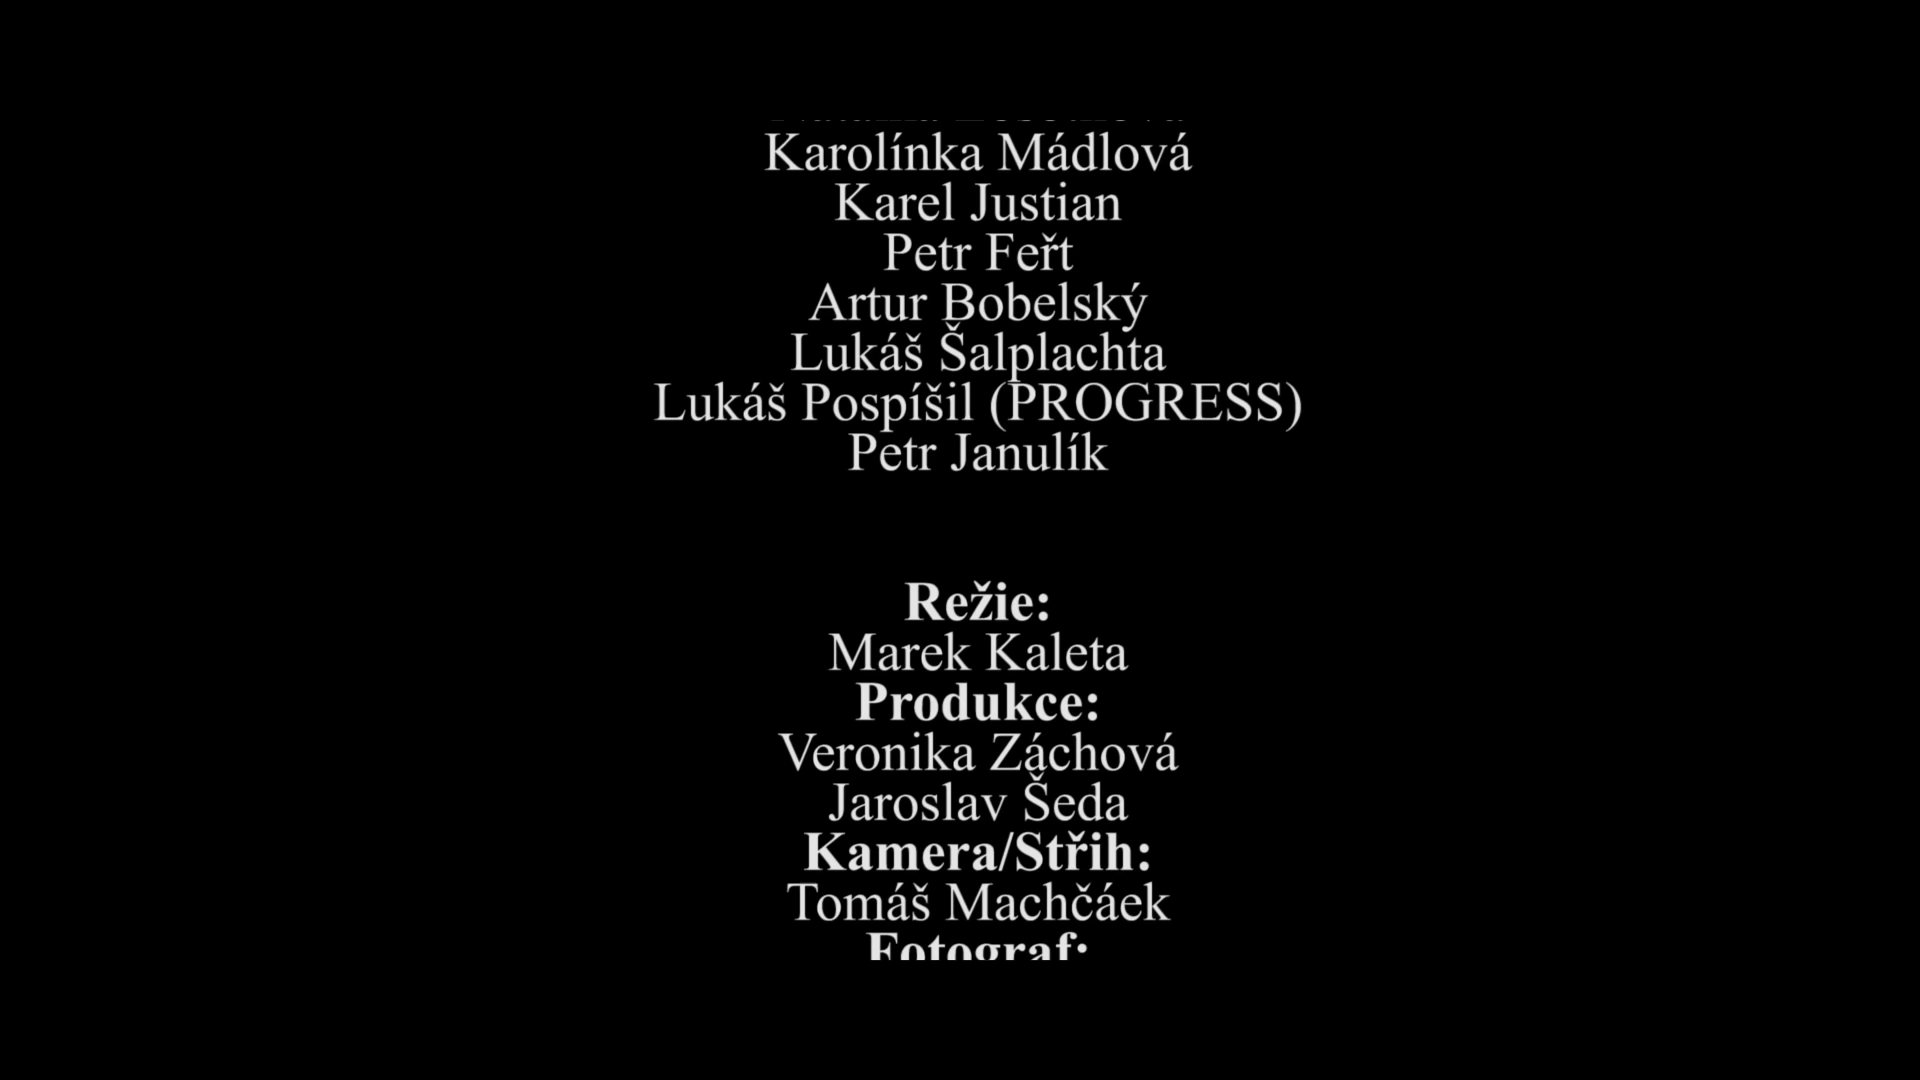 Karolínka Mádlová
Karel Justian
Petr Feřt
Artur Bobelský
Lukáš Šalplachta
Lukáš Pospíšil (PROGRESS)
Petr Janulík
Režie:
Marek Kaleta
Produkce:
Veronika Záchová
Jaroslav Šeda
Kamera/Střih:
Tomáš Machčáek
Fotograf: